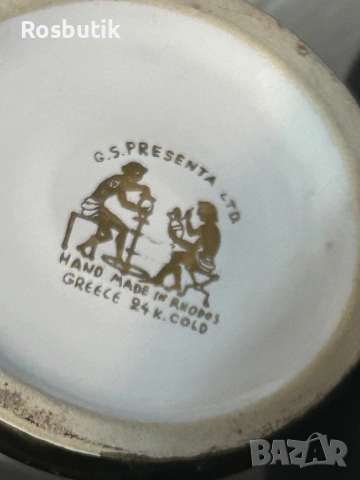 Rosbutik
G.S. PRESENTA LTD.
HAND MADE IN RHODOS
GREECE 24 K. GOLD
BAZAR